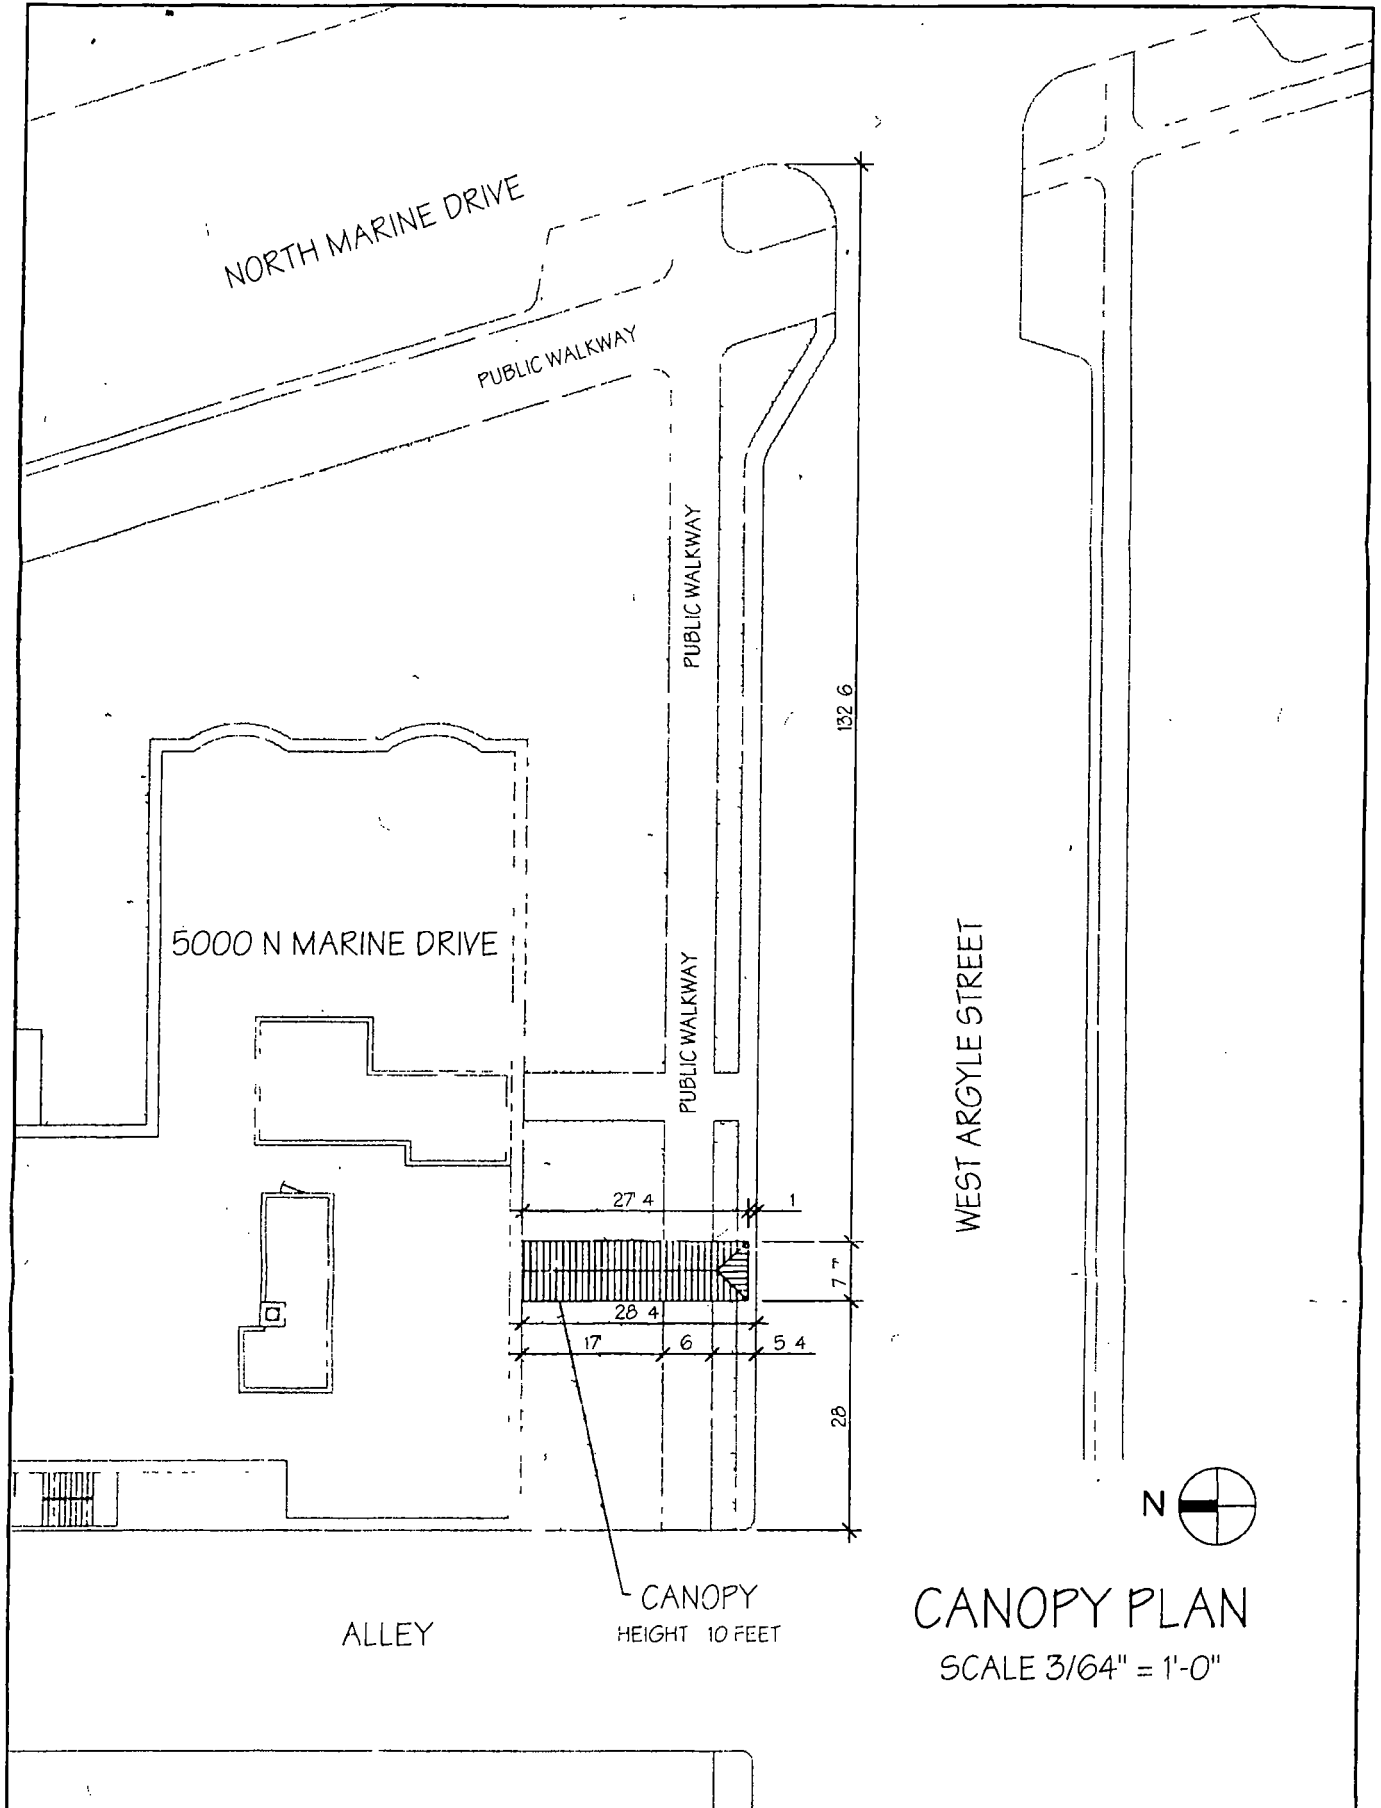 NORTH MARINE DRIVE
PUBLIC WALKWAY
PUBLIC WALKWAY
132 6
5000 N MARINE DRIVE
PUBLIC WALKWAY
WEST ARGYLE STREET
27' 4
1
7 7
28 4
17'
6
5 4
28
N
CANOPY
HEIGHT 10 FEET
ALLEY
CANOPY PLAN
SCALE 3/64" = 1'-0"